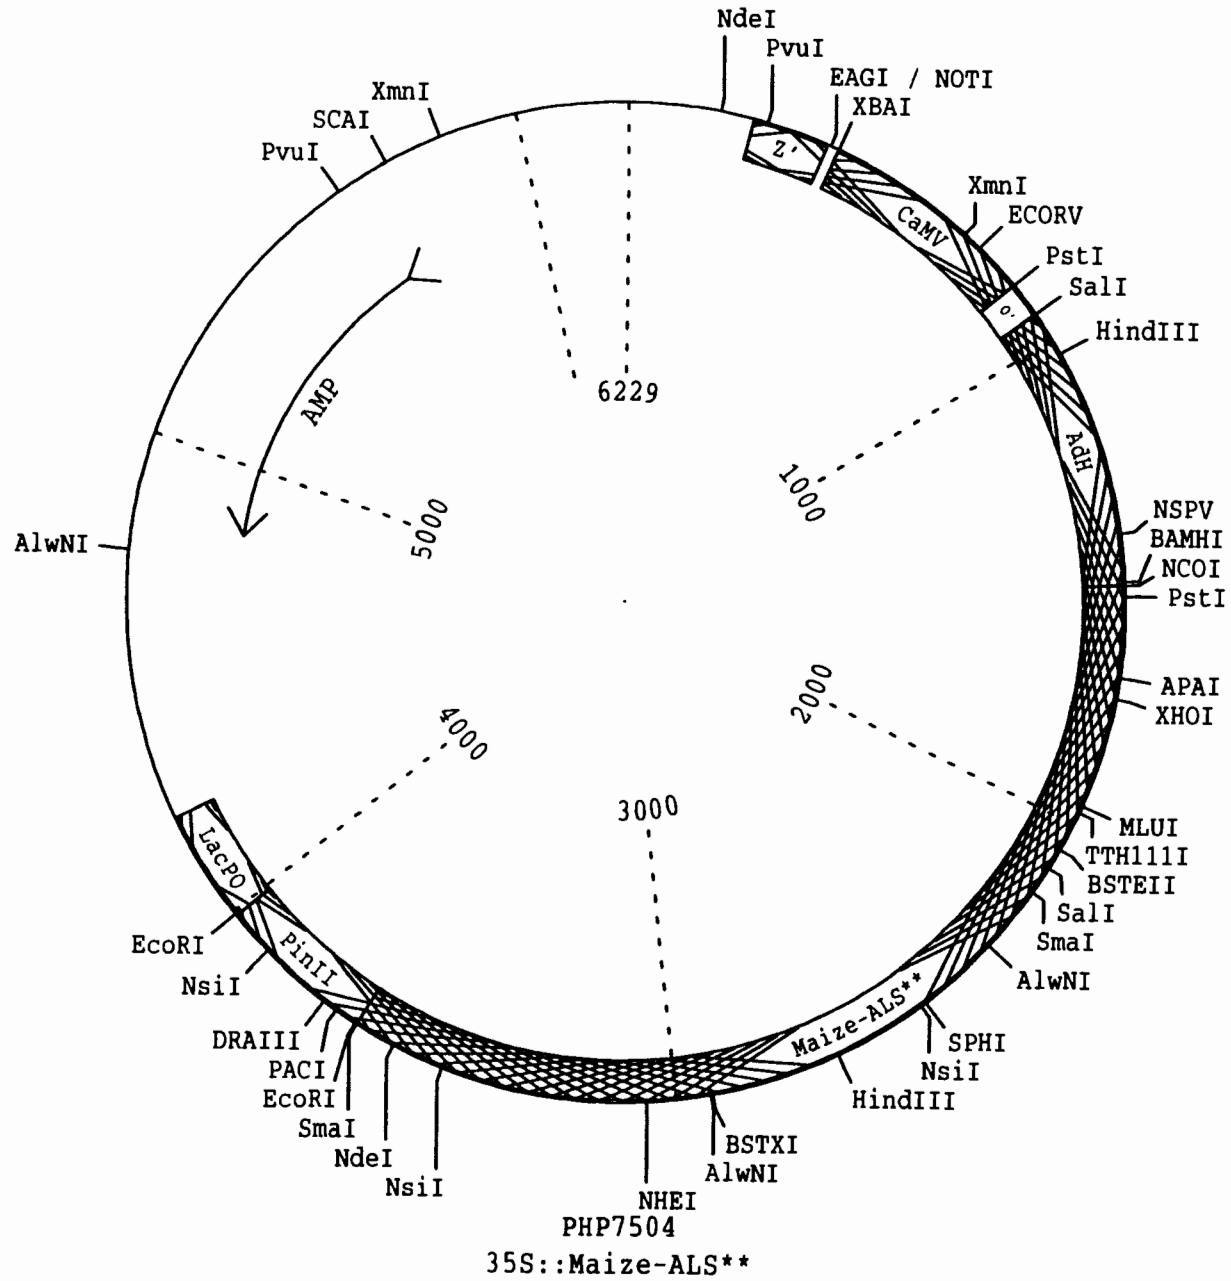 NdeI
PvuI
EAGI / NOTI
XBAI
XmnI
SCAI
PvuI
Z'
CaMV
XmnI
ECORV
PstI
SalI
O'
HindIII
AdH
6229
1000
AMP
5000
AlwNI
NSPV
BAMHI
NCOI
PstI
APAI
XHOI
2000
4000
3000
MLUI
TTH111I
BSTEII
SalI
SmaI
AlwNI
LacPO
PinII
Maize-ALS**
EcoRI
NsiI
DRAIII
PACI
EcoRI
SmaI
NdeI
NsiI
SPHI
NsiI
HindIII
BSTXI
AlwNI
NHEI
PHP7504
35S::Maize-ALS**